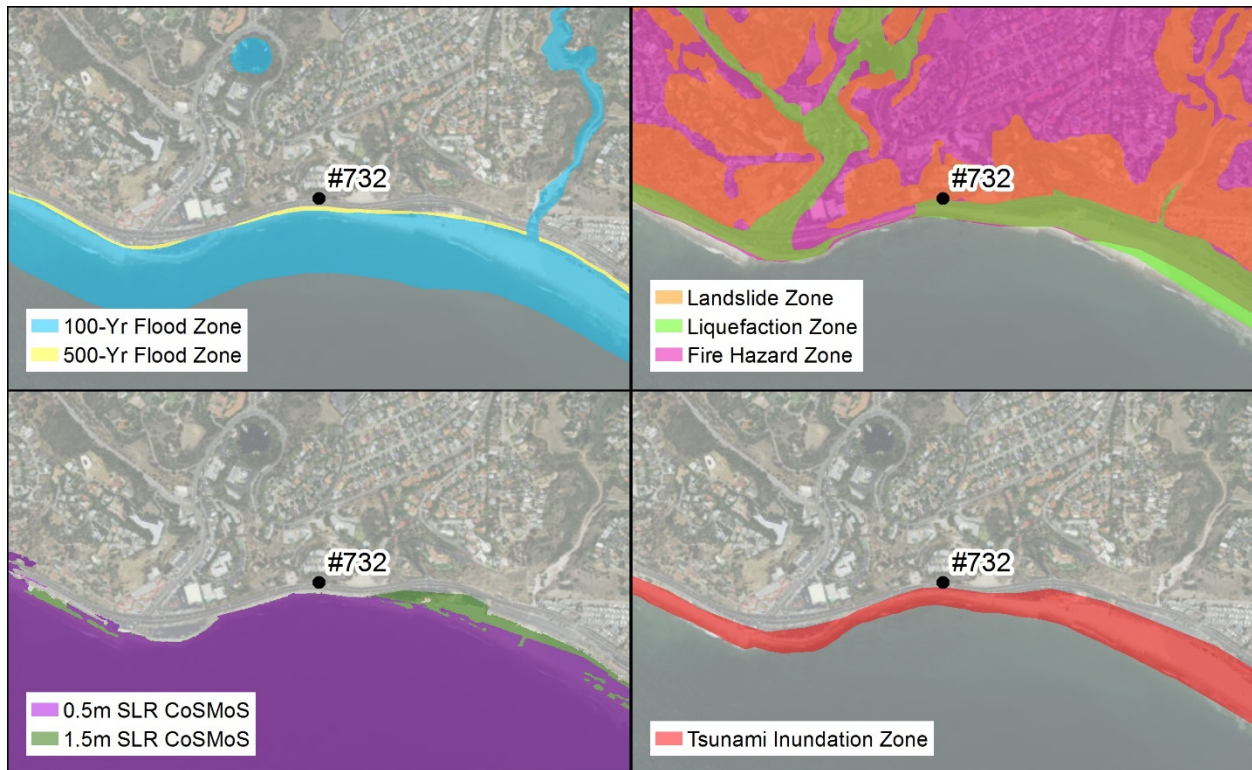 #732
100-Yr Flood Zone
500-Yr Flood Zone
#732
Landslide Zone
Liquefaction Zone
Fire Hazard Zone
#732
0.5m SLR CoSMoS
1.5m SLR CoSMoS
#732
Tsunami Inundation Zone